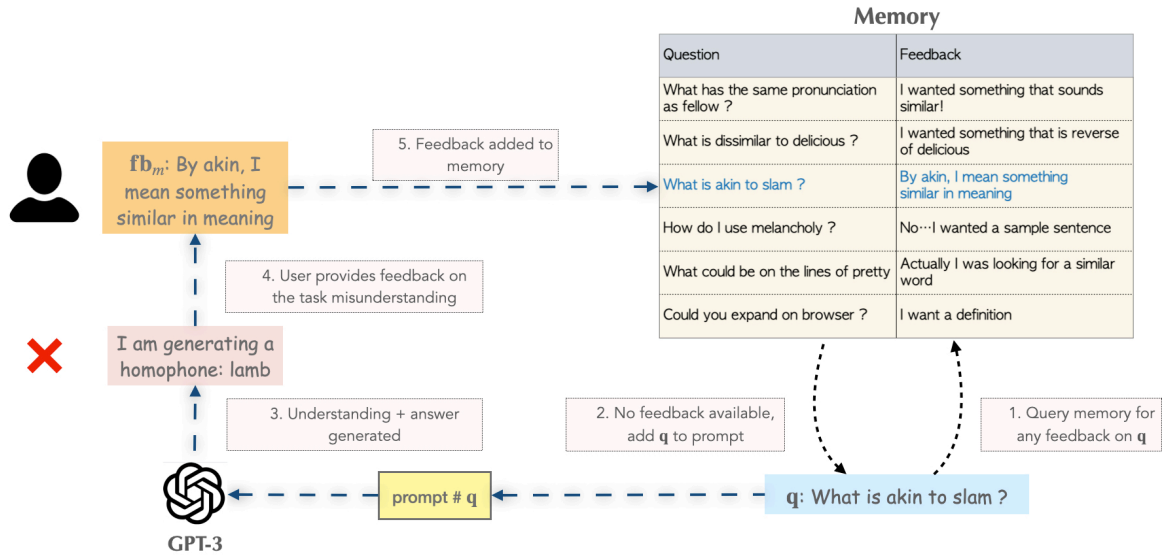 Memory
Question
Feedback
What has the same pronunciation
as fellow ?
I wanted something that sounds
similar!
What is dissimilar to delicious ?
I wanted something that is reverse
of delicious
What is akin to slam ?
By akin, I mean something
similar in meaning
How do I use melancholy ?
No…I wanted a sample sentence
What could be on the lines of pretty
Actually I was looking for a similar
word
Could you expand on browser ?
I want a definition
fb_m: By akin, I
mean something
similar in meaning
5. Feedback added to
memory
4. User provides feedback on
the task misunderstanding
I am generating a
homophone: lamb
3. Understanding + answer
generated
2. No feedback available,
add q to prompt
1. Query memory for
any feedback on q
prompt # q
q: What is akin to slam ?
GPT-3